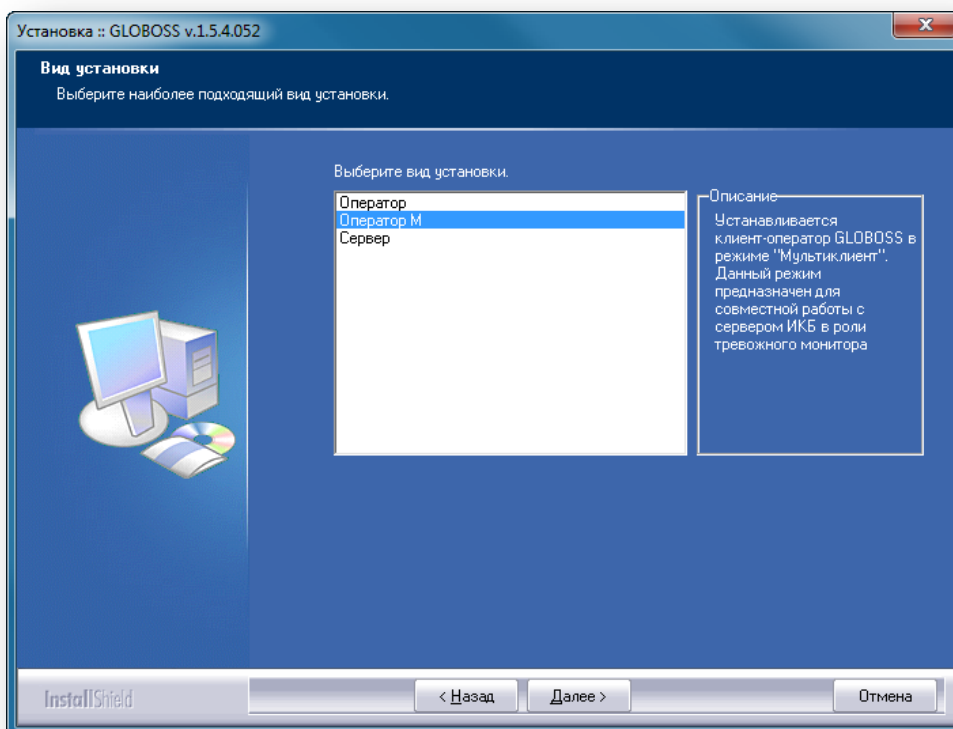 Установка :: GLOBOSS v.1.5.4.052
Вид установки
Выберите наиболее подходящий вид установки.
Выберите вид установки.
Оператор
Оператор М
Сервер
Описание
Устанавливается
клиент-оператор GLOBOSS в
режиме "Мультиклиент".
Данный режим
предназначен для
совместной работы с
сервером ИКБ в роли
тревожного монитора
InstallShield
< Назад
Далее >
Отмена